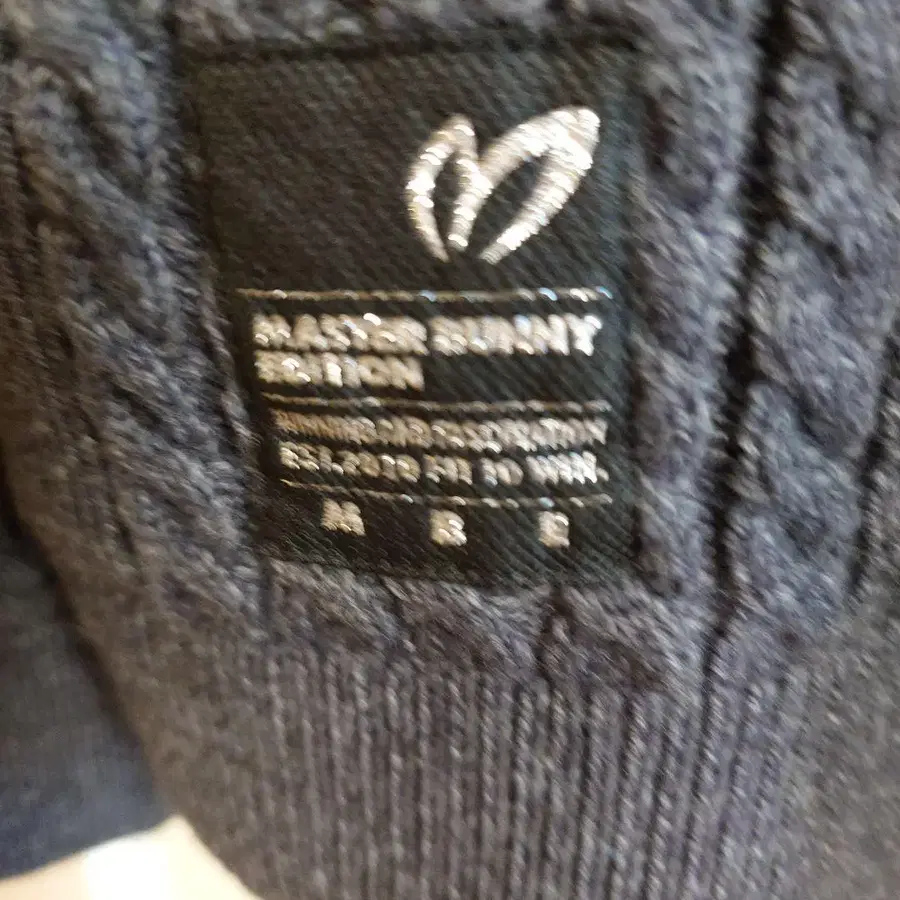 MASTER BUNNY
EDITION
EST.2010 FIT TO WIN.
M B E